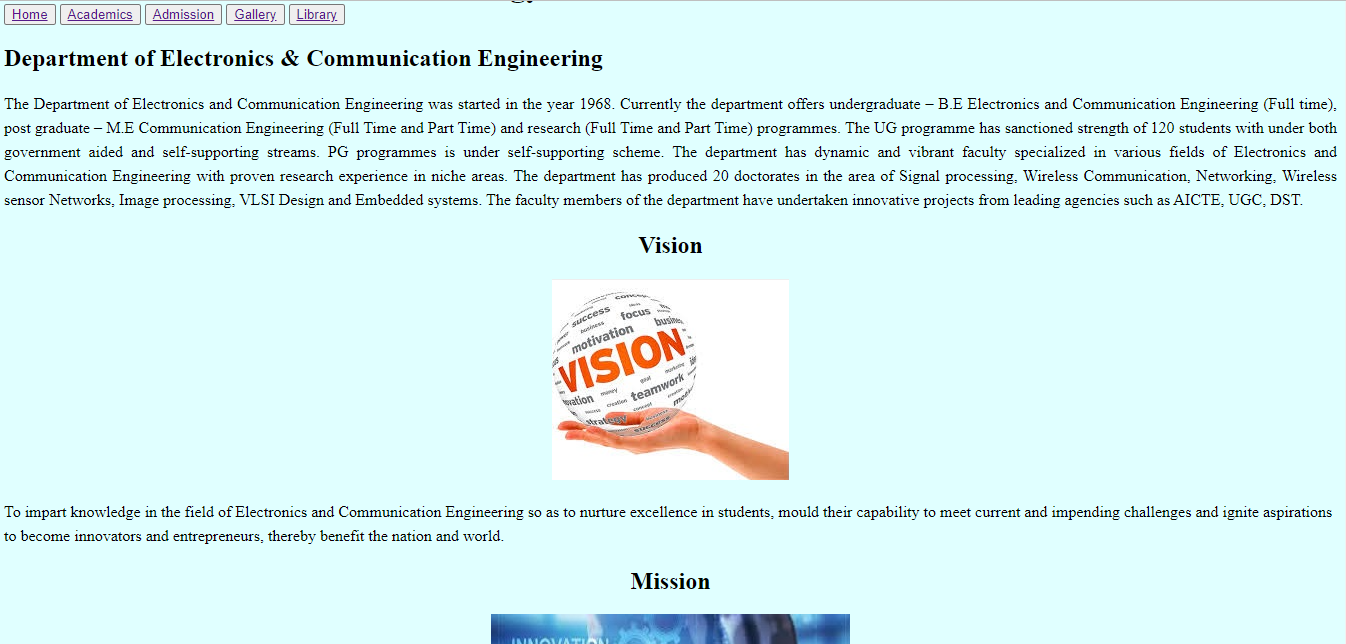 Home Academics Admission Gallery Library
Department of Electronics & Communication Engineering
The Department of Electronics and Communication Engineering was started in the year 1968. Currently the department offers undergraduate – B.E Electronics and Communication Engineering (Full time),
post graduate – M.E Communication Engineering (Full Time and Part Time) and research (Full Time and Part Time) programmes. The UG programme has sanctioned strength of 120 students with under both
government aided and self-supporting streams. PG programmes is under self-supporting scheme. The department has dynamic and vibrant faculty specialized in various fields of Electronics and
Communication Engineering with proven research experience in niche areas. The department has produced 20 doctorates in the area of Signal processing, Wireless Communication, Networking, Wireless
sensor Networks, Image processing, VLSI Design and Embedded systems. The faculty members of the department have undertaken innovative projects from leading agencies such as AICTE, UGC, DST.
Vision
success
focus
business
business
motivation
VISION
goal
marketing
money
teamwork
creation
concept
creation
strategy
business
success
To impart knowledge in the field of Electronics and Communication Engineering so as to nurture excellence in students, mould their capability to meet current and impending challenges and ignite aspirations
to become innovators and entrepreneurs, thereby benefit the nation and world.
Mission
INNOVATION